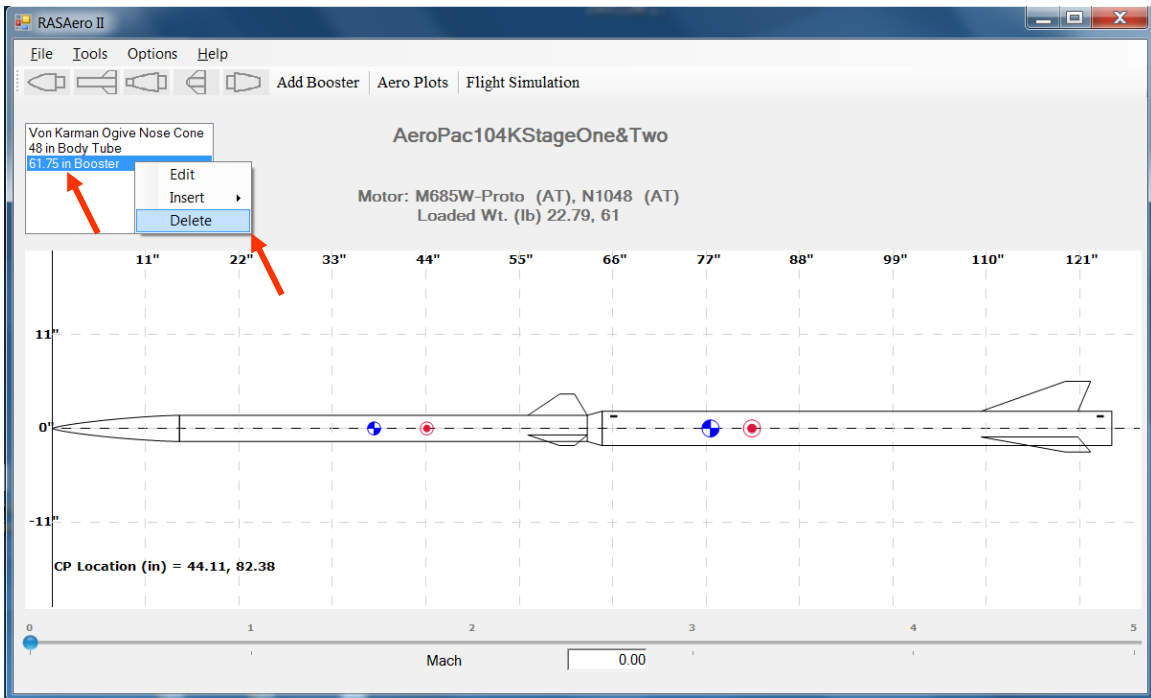 RASAero II
File Tools Options Help
Add Booster Aero Plots Flight Simulation
Von Karman Ogive Nose Cone
48 in Body Tube
61.75 in Booster
Edit
Insert
Delete
AeroPac104KStageOne&Two
Motor: M685W-Proto (AT), N1048 (AT)
Loaded Wt. (lb) 22.79, 61
11" 22" 33" 44" 55" 66" 77" 88" 99" 110" 121"
11"
0"
-11"
CP Location (in) = 44.11, 82.38
0 1 2 3 4 5
Mach 0.00